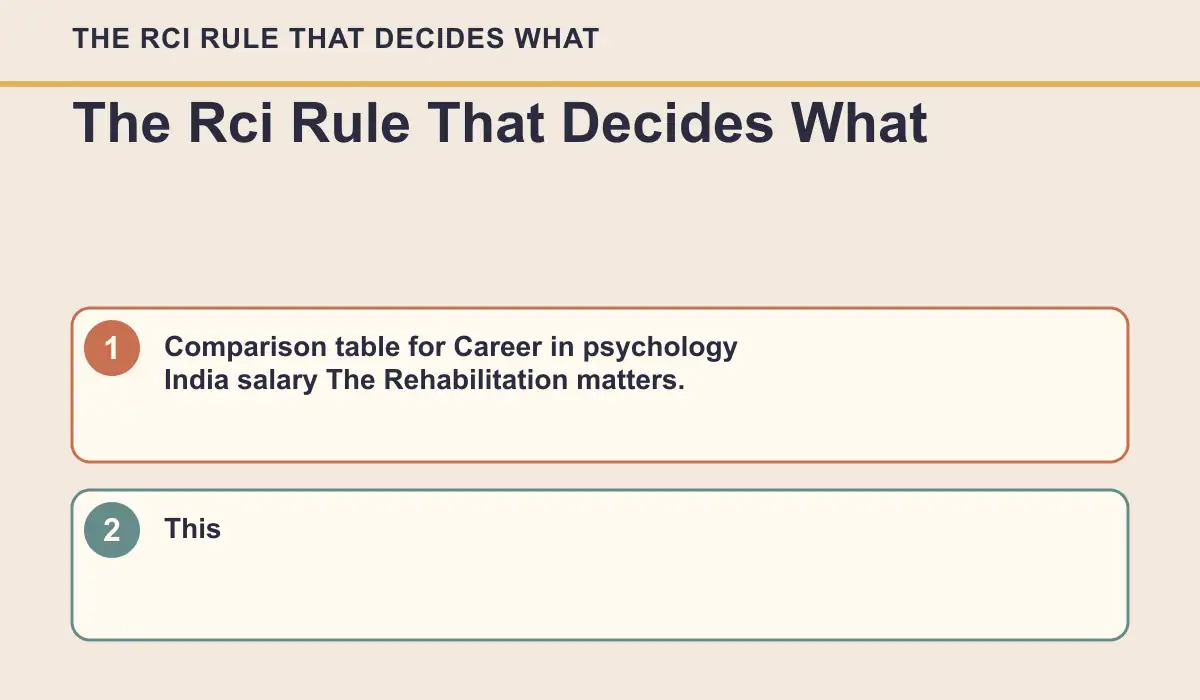 THE RCI RULE THAT DECIDES WHAT
The Rci Rule That Decides What
1
Comparison table for Career in psychology
India salary The Rehabilitation matters.
2
This